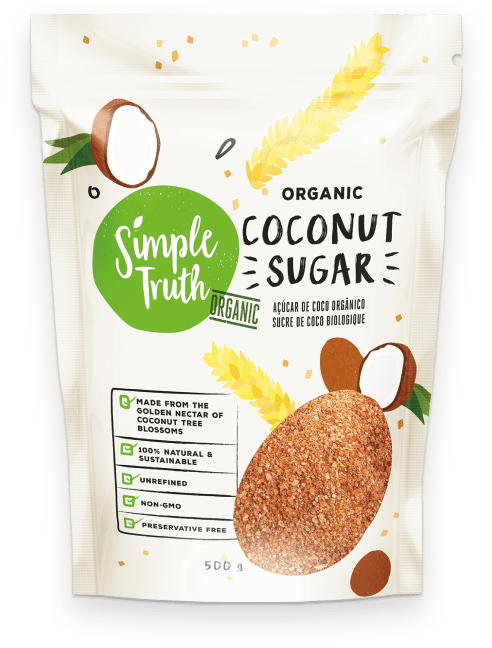 ORGANIC
COCONUT
SUGAR
AÇÚCAR DE COCO ORGÂNICO
SUCRE DE COCO BIOLOGIQUE
Simple
Truth
ORGANIC
MADE FROM THE
GOLDEN NECTAR OF
COCONUT TREE
BLOSSOMS
100% NATURAL &
SUSTAINABLE
UNREFINED
NON-GMO
PRESERVATIVE FREE
500 g